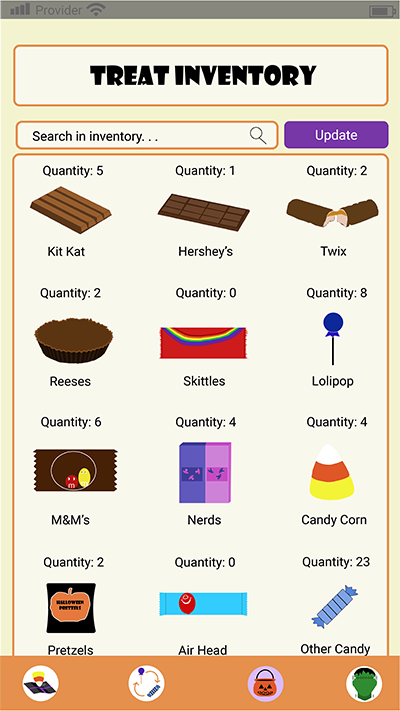 Provider
TREAT INVENTORY
Search in inventory. . .
Update
Quantity: 5 Quantity: 1 Quantity: 2
Kit Kat Hershey's Twix
Quantity: 2 Quantity: 0 Quantity: 8
Reeses Skittles Lolipop
Quantity: 6 Quantity: 4 Quantity: 4
m m
M&M's Nerds Candy Corn
Quantity: 2 Quantity: 0 Quantity: 23
HALLOWEEN
PRETZELS
Pretzels Air Head Other Candy